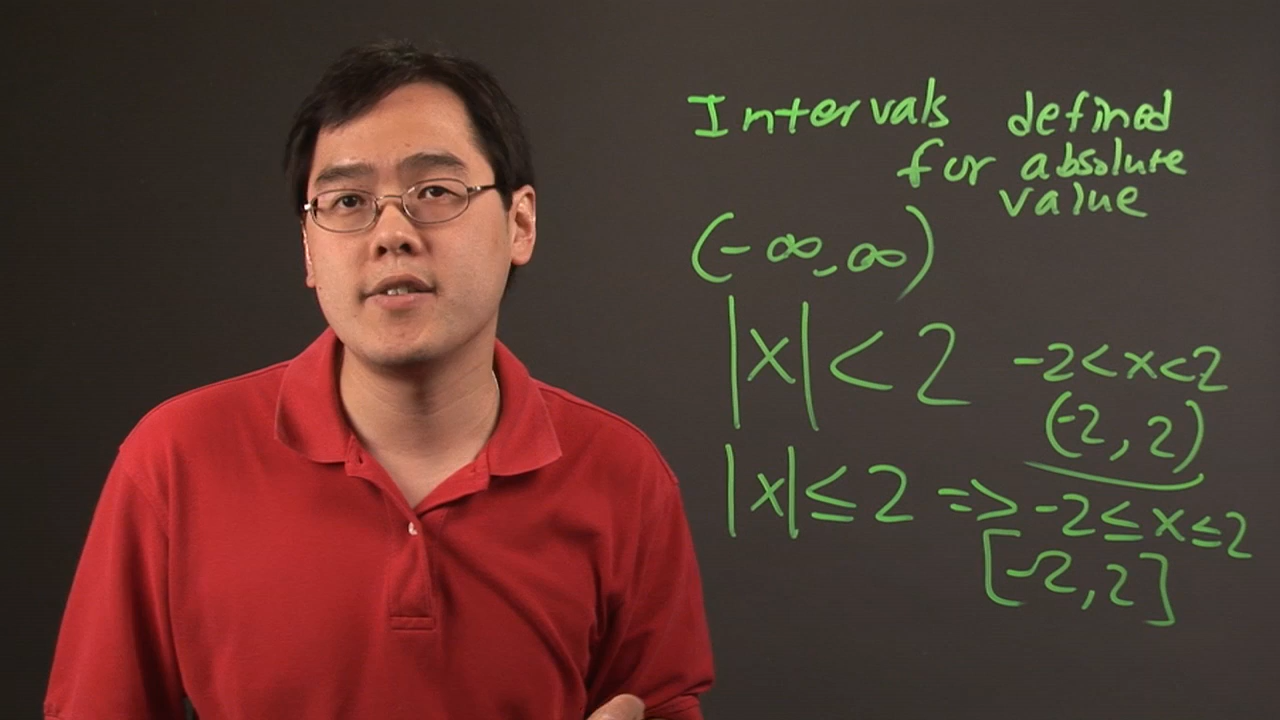 Intervals defined
for absolute
value
(-∞,∞)
|x| < 2 -2<x<2
(-2, 2)
|x| ≤ 2 => -2 ≤ x ≤ 2
[-2, 2]